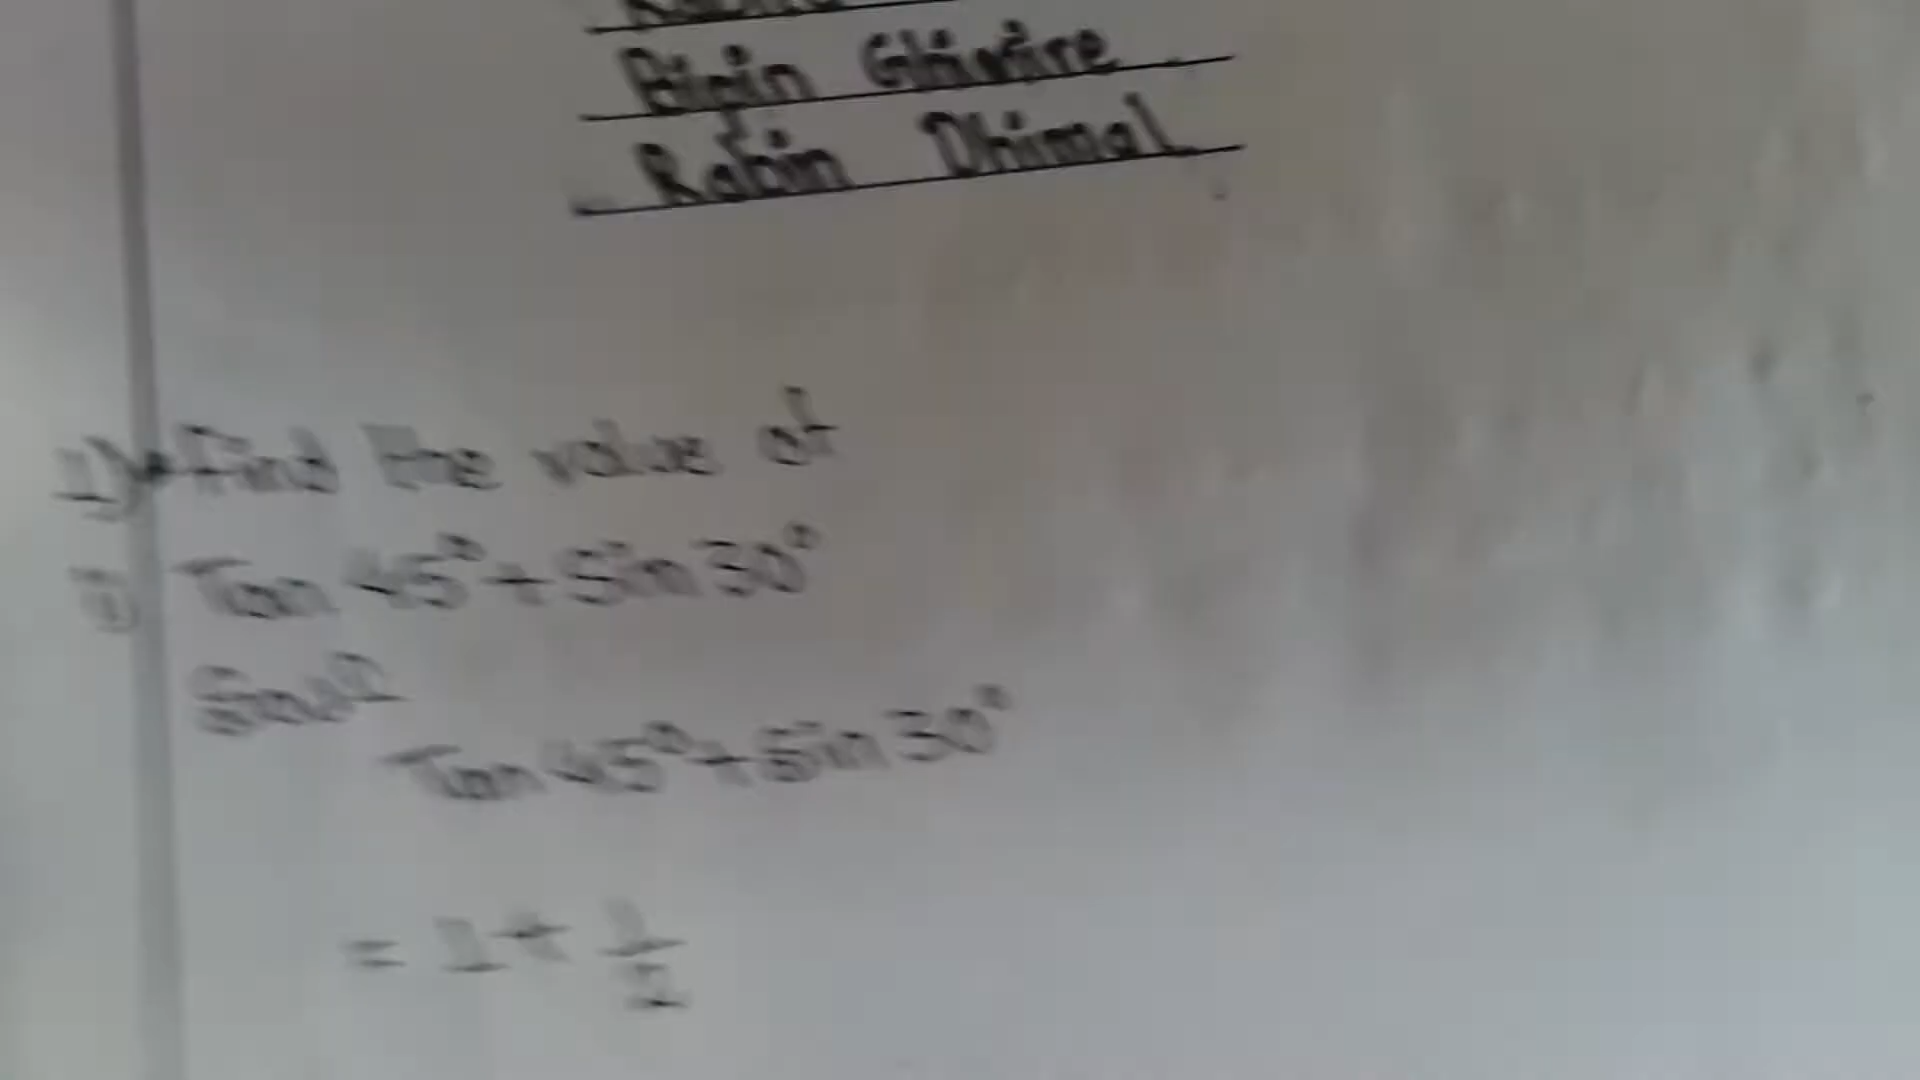 Bipin Ghimire
Rabin Dhimal
1) Find the value of
i) Tan 45° + Sin 30°
Soln
Tan 45° + Sin 30°
= 1 + 1/2